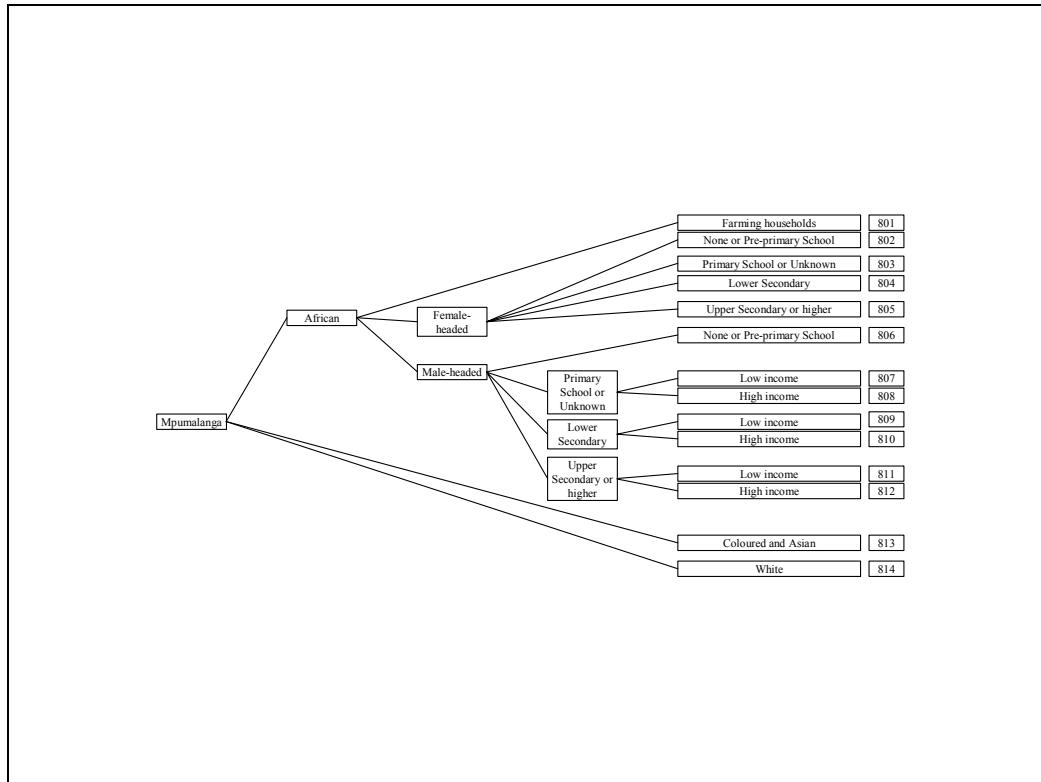 Farming households 801
None or Pre-primary School 802
Primary School or Unknown 803
Lower Secondary 804
African
Female-
headed
Upper Secondary or higher 805
None or Pre-primary School 806
Male-headed
Primary
School or
Unknown
Low income 807
High income 808
Mpumalanga
Lower
Secondary
Low income 809
High income 810
Upper
Secondary or
higher
Low income 811
High income 812
Coloured and Asian 813
White 814